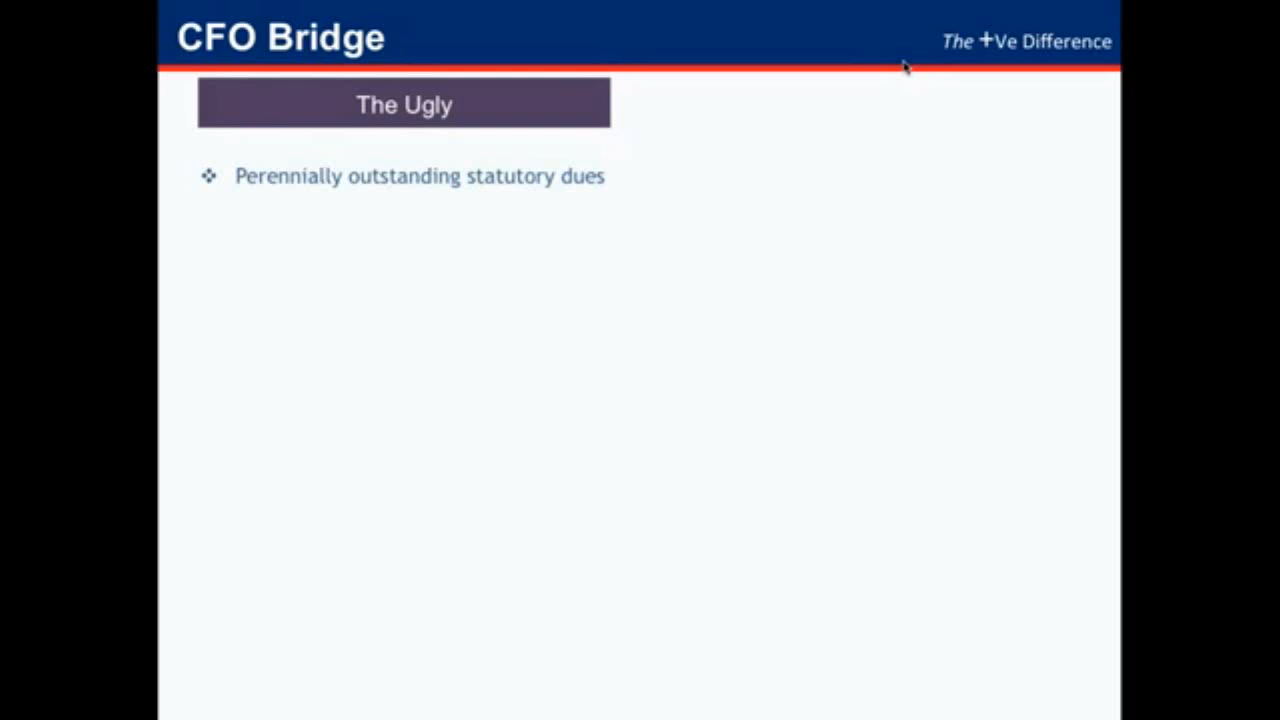 CFO Bridge
The +Ve Difference
The Ugly
❖ Perennially outstanding statutory dues